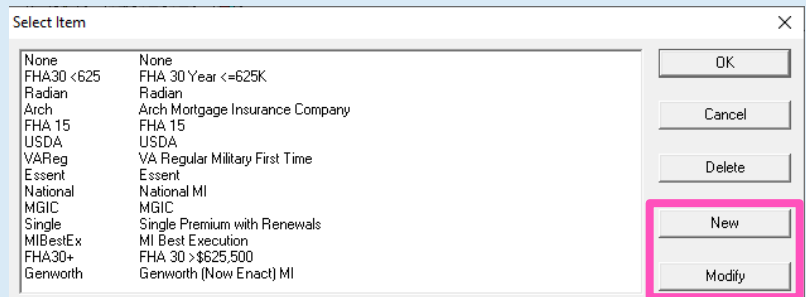 Select Item
None None
FHA30 <625 FHA 30 Year <=625K
Radian Radian
Arch Arch Mortgage Insurance Company
FHA 15 FHA 15
USDA USDA
VAReg VA Regular Military First Time
Essent Essent
National National MI
MGIC MGIC
Single Single Premium with Renewals
MIBestEx MI Best Execution
FHA30+ FHA 30 >$625,500
Genworth Genworth (Now Enact) MI
OK
Cancel
Delete
New
Modify